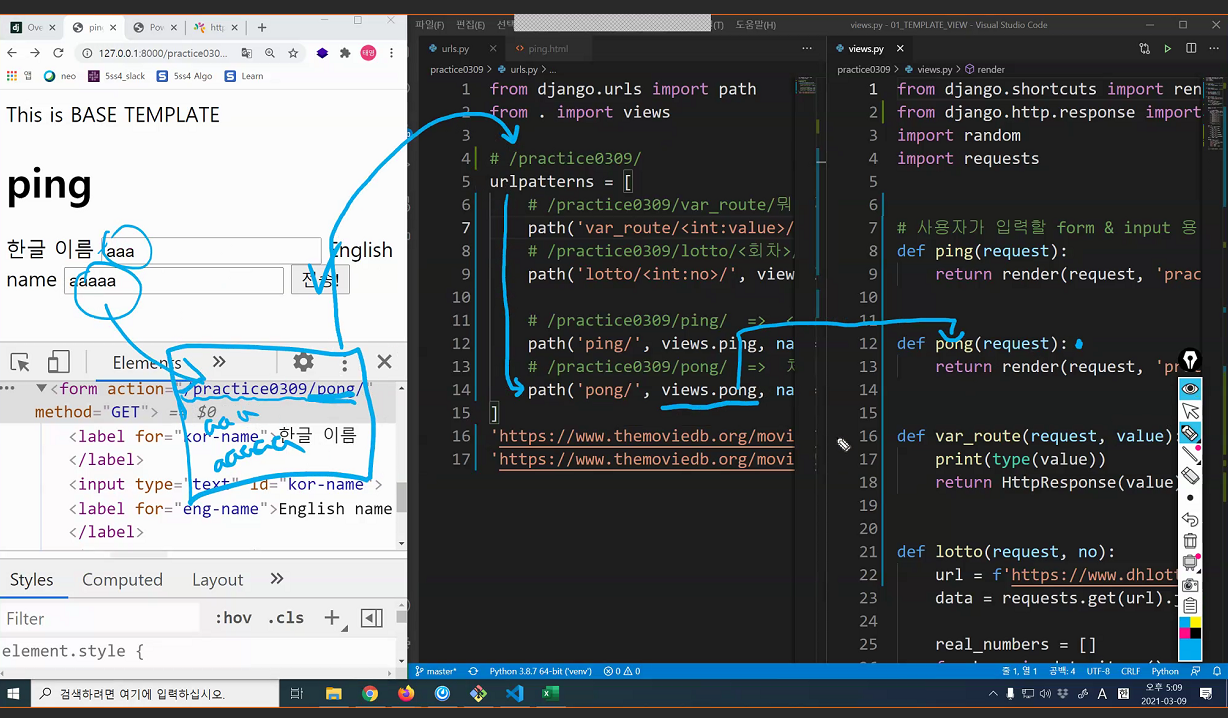 Ove
pin
Pov
http
127.0.0.1:8000/practice030...
태영
앱
neo
5ss4_slack
5ss4 Algo
Learn
This is BASE TEMPLATE
ping
한글 이름 aaa English
name aaaaa 전송!
Elements
<form action="/practice0309/pong/"
method="GET"> == $0
<label for="kor-name">한글 이름
</label>
<input type="text" id="kor-name">
<label for="eng-name">English name
</label>
aaa
aaaaa
Styles Computed Layout
Filter :hov .cls
element.style {
파일(F) 편집(E) 선택 (T) 도움말(H) views.py - 01_TEMPLATE_VIEW - Visual Studio Code
urls.py ping.html
practice0309 > urls.py > ...
1 from django.urls import path
2 from . import views
3
4 # /practice0309/
5 urlpatterns = [
6 # /practice0309/var_route/뭐
7 path('var_route/<int:value>/
8 # /practice0309/lotto/<회차>/
9 path('lotto/<int:no>/', view
10
11 # /practice0309/ping/ => <
12 path('ping/', views.ping, na
13 # /practice0309/pong/ => 치
14 path('pong/', views.pong, na
15 ]
16 'https://www.themoviedb.org/movi
17 'https://www.themoviedb.org/movi
views.py
practice0309 > views.py > render
1 from django.shortcuts import ren
2 from django.http.response import
3 import random
4 import requests
5
6
7 # 사용자가 입력할 form & input 용
8 def ping(request):
9 return render(request, 'prac
10
11
12 def pong(request):
13 return render(request, 'pr
14
15
16 def var_route(request, value):
17 print(type(value))
18 return HttpResponse(value
19
20
21 def lotto(request, no):
22 url = f'https://www.dhlott
23 data = requests.get(url).j
24
25 real_numbers = []
master* Python 3.8.7 64-bit ('venv') 0 0 줄 1, 열 1 공백: 4 UTF-8 CRLF Python
검색하려면 여기에 입력하십시오.
A 한 오후 5:09
2021-03-09